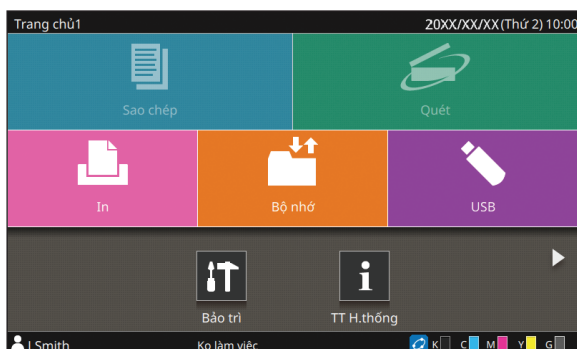 Trang chủ1 20XX/XX/XX(Thứ 2) 10:00
Sao chép Quét
In Bộ nhớ USB
Bảo trì TT H.thống
J.Smith Ko làm việc K C M Y G